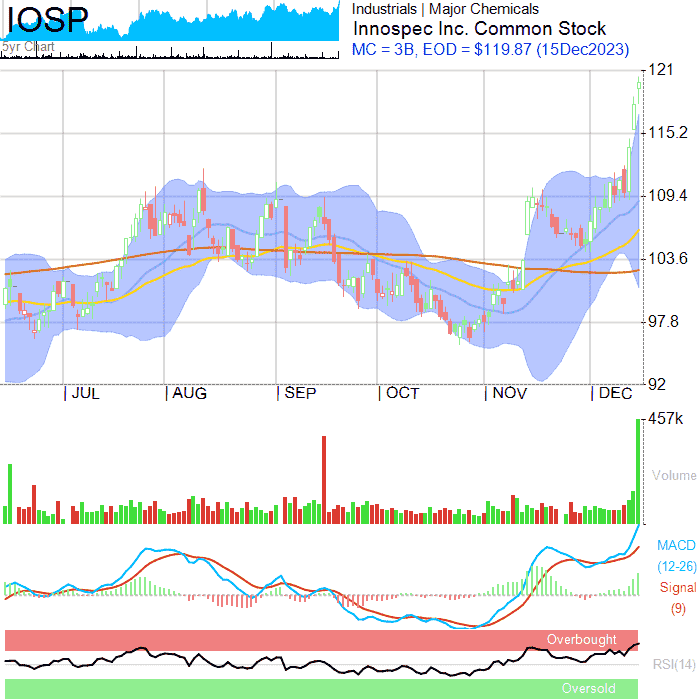 IOSP
5yr Chart
Industrials | Major Chemicals
Innospec Inc. Common Stock
MC = 3B, EOD = $119.87 (15Dec2023)
121
115.2
109.4
103.6
97.8
92
| JUL | AUG | SEP | OCT | NOV | DEC
457k
Volume
MACD
(12-26)
Signal
(9)
Overbought
RSI(14)
Oversold